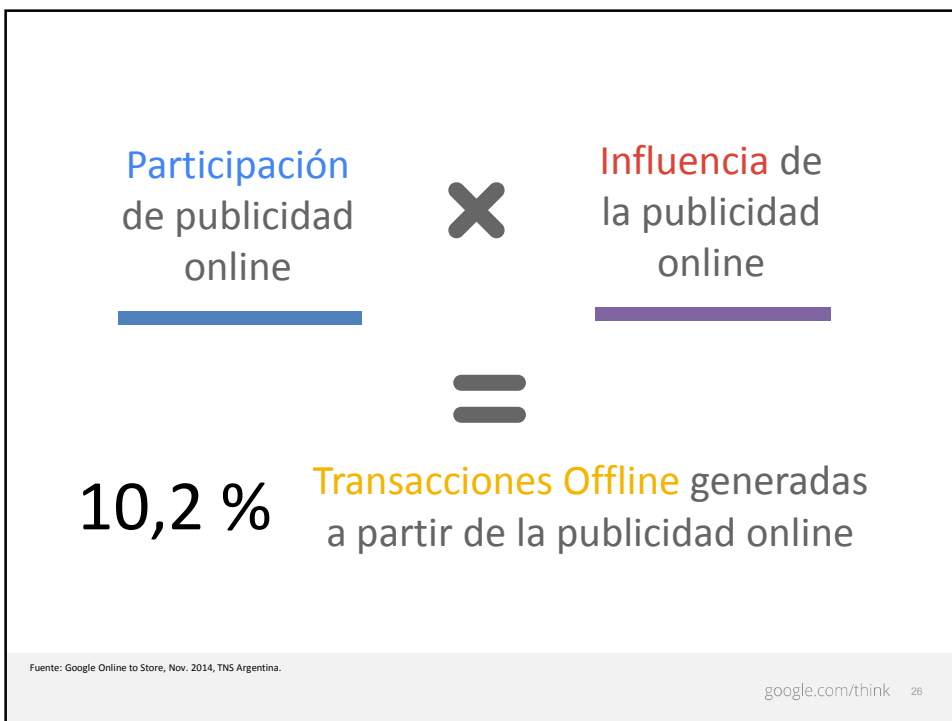 Participación
de publicidad
online
×
Influencia de
la publicidad
online
=
10,2 %
Transacciones Offline generadas
a partir de la publicidad online
Fuente: Google Online to Store, Nov. 2014, TNS Argentina.
google.com/think 26